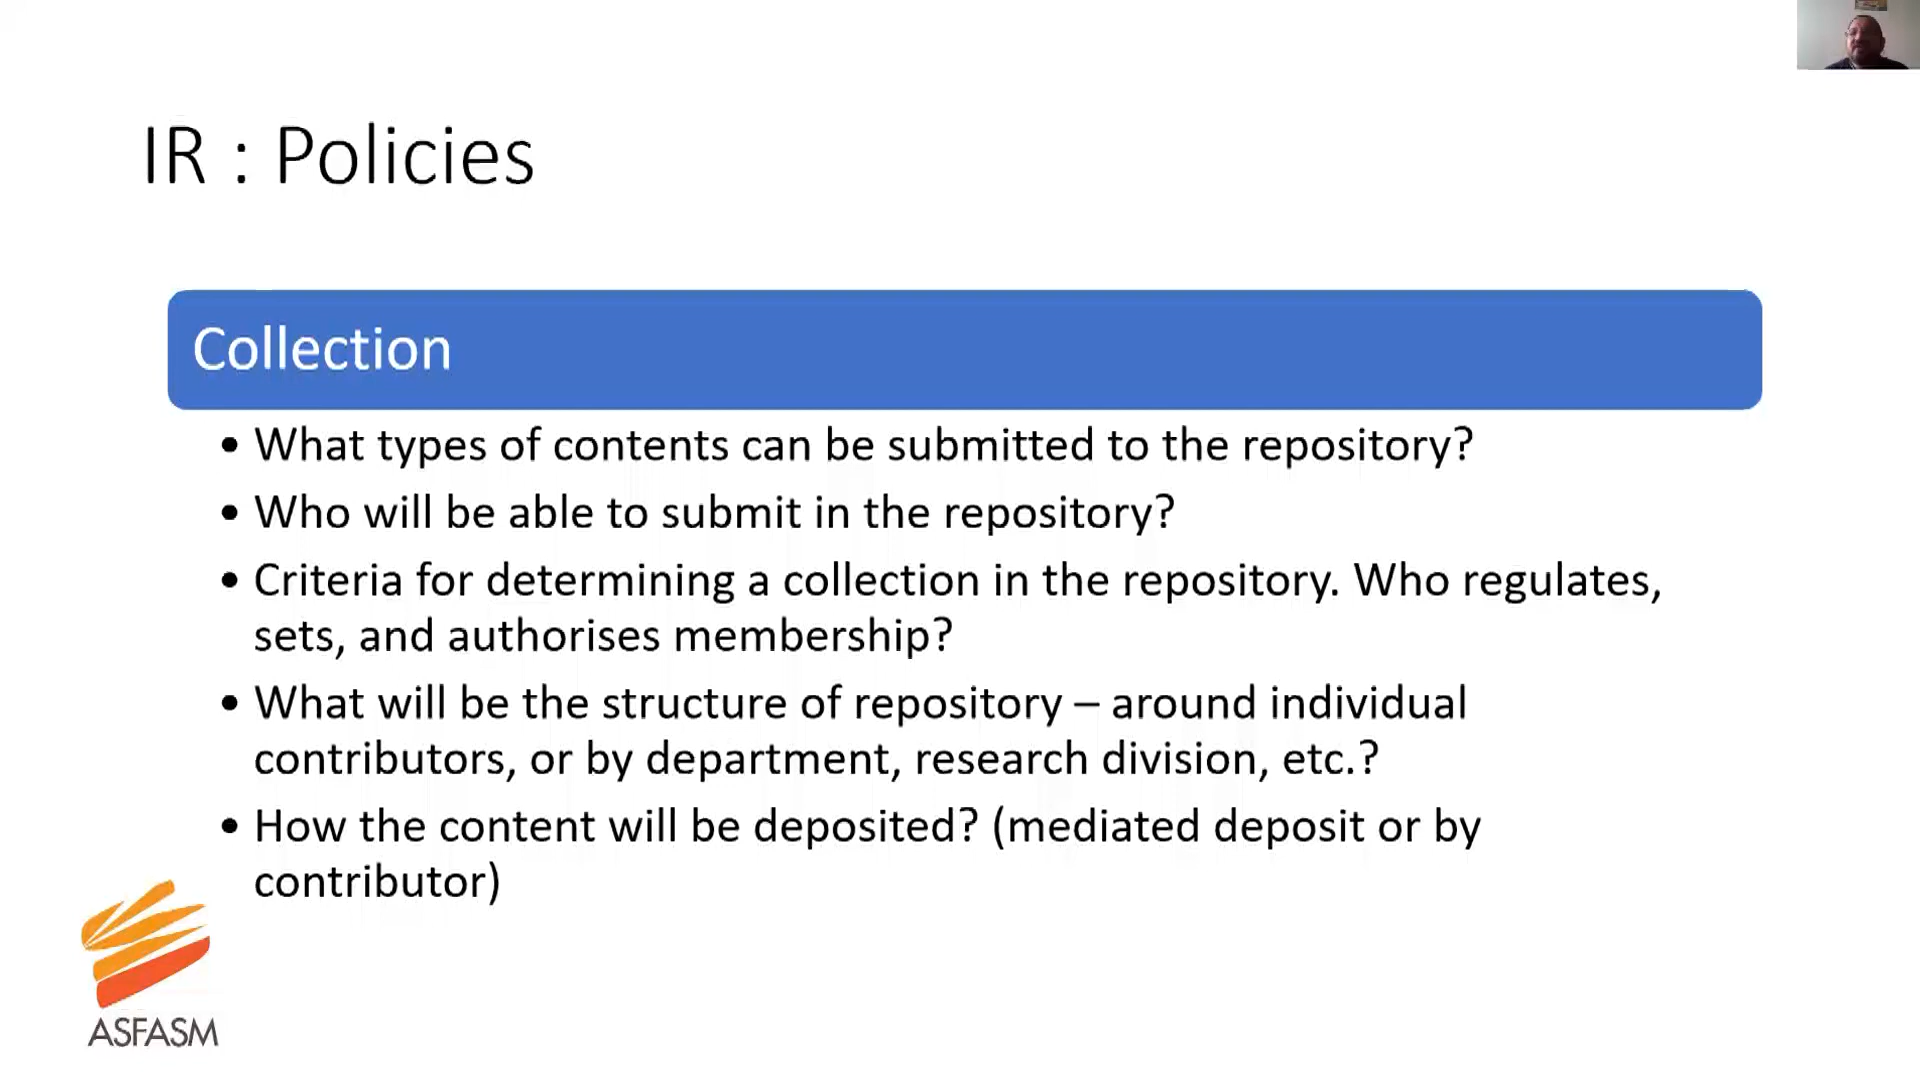 IR : Policies
Collection
• What types of contents can be submitted to the repository?
• Who will be able to submit in the repository?
• Criteria for determining a collection in the repository. Who regulates,
sets, and authorises membership?
• What will be the structure of repository – around individual
contributors, or by department, research division, etc.?
• How the content will be deposited? (mediated deposit or by
contributor)
ASFASM